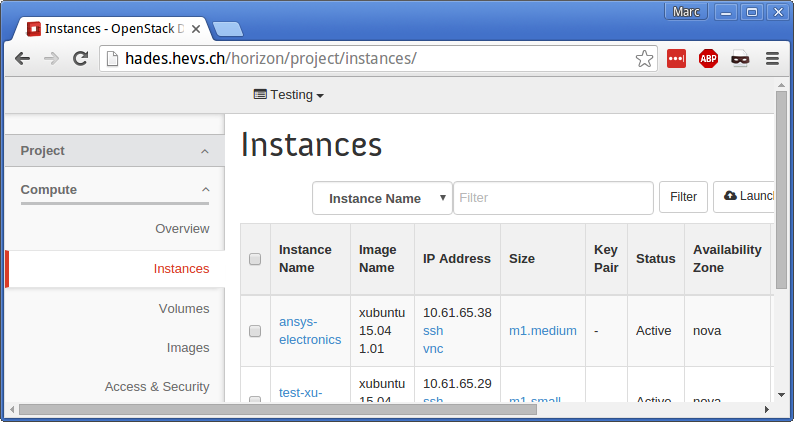 Marc
Instances - OpenStack D
hades.hevs.ch/horizon/project/instances/
ABP
Testing
Project
Compute
Overview
Instances
Volumes
Images
Access & Security
Instances
Instance Name
Filter
Filter
Launc
Instance Name
Image Name
IP Address
Size
Key Pair
Status
Availability Zone
ansys-electronics
xubuntu 15.04 1.01
10.61.65.38
ssh
vnc
m1.medium
-
Active
nova
test-xu-
xubuntu 15.04
10.61.65.29
ssh
m1.small
Active
nova